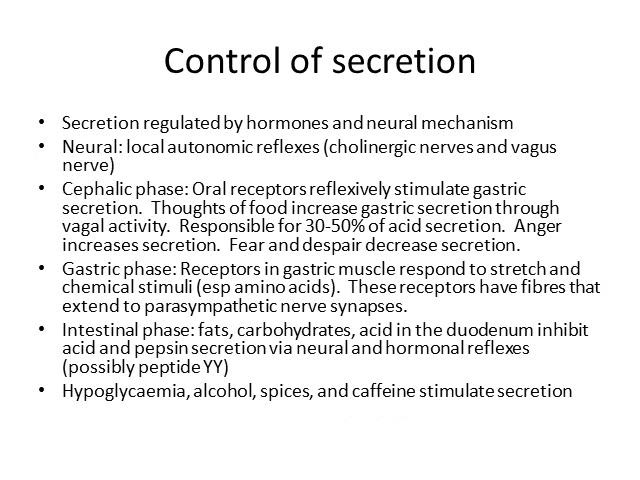 Control of secretion
• Secretion regulated by hormones and neural mechanism
• Neural: local autonomic reflexes (cholinergic nerves and vagus
nerve)
• Cephalic phase: Oral receptors reflexively stimulate gastric
secretion.  Thoughts of food increase gastric secretion through
vagal activity.  Responsible for 30-50% of acid secretion.  Anger
increases secretion.  Fear and despair decrease secretion.
• Gastric phase: Receptors in gastric muscle respond to stretch and
chemical stimuli (esp amino acids).  These receptors have fibres that
extend to parasympathetic nerve synapses.
• Intestinal phase: fats, carbohydrates, acid in the duodenum inhibit
acid and pepsin secretion via neural and hormonal reflexes
(possibly peptide YY)
• Hypoglycaemia, alcohol, spices, and caffeine stimulate secretion